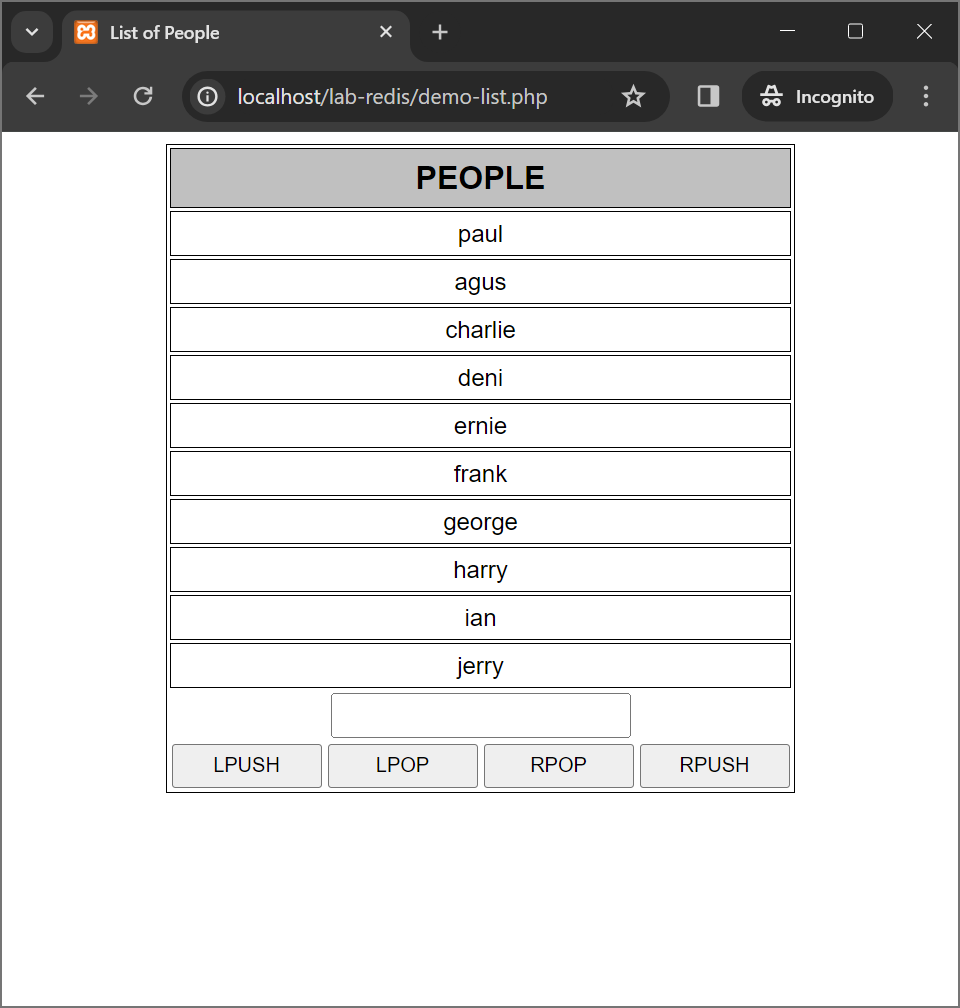 List of People
localhost/lab-redis/demo-list.php
Incognito
PEOPLE
paul
agus
charlie
deni
ernie
frank
george
harry
ian
jerry
LPUSH LPOP RPOP RPUSH